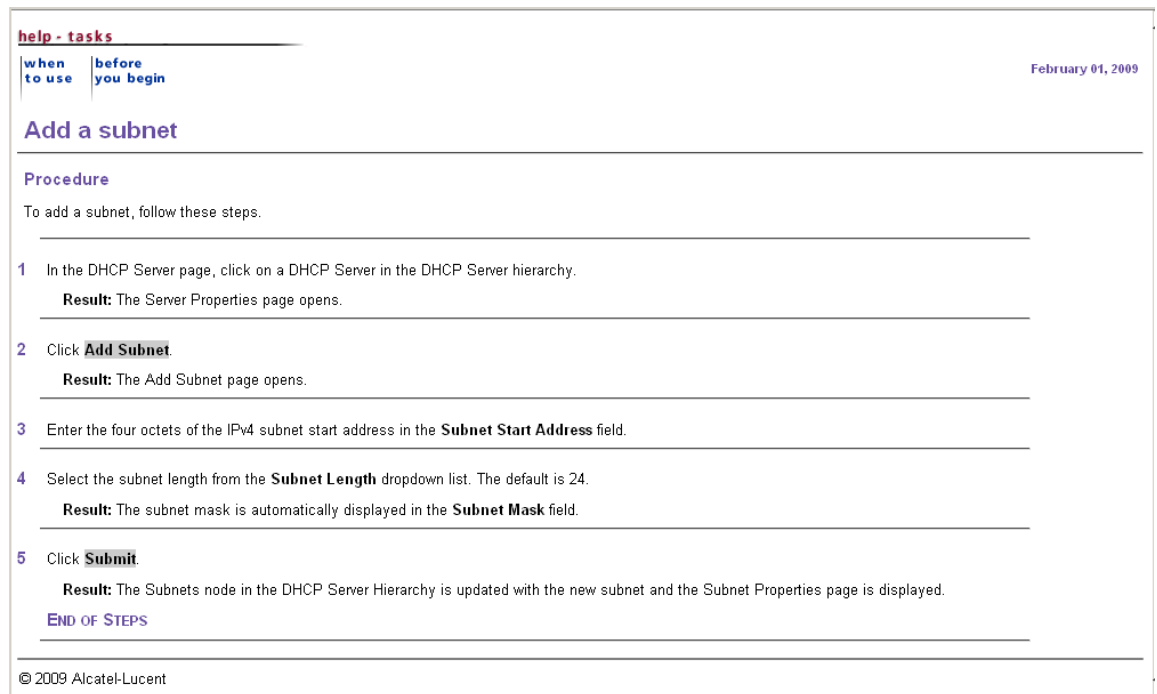 help - tasks
when
to use
before
you begin
February 01, 2009
Add a subnet
Procedure
To add a subnet, follow these steps.
1 In the DHCP Server page, click on a DHCP Server in the DHCP Server hierarchy.
Result: The Server Properties page opens.
2 Click Add Subnet.
Result: The Add Subnet page opens.
3 Enter the four octets of the IPv4 subnet start address in the Subnet Start Address field.
4 Select the subnet length from the Subnet Length dropdown list. The default is 24.
Result: The subnet mask is automatically displayed in the Subnet Mask field.
5 Click Submit.
Result: The Subnets node in the DHCP Server Hierarchy is updated with the new subnet and the Subnet Properties page is displayed.
END OF STEPS
© 2009 Alcatel-Lucent